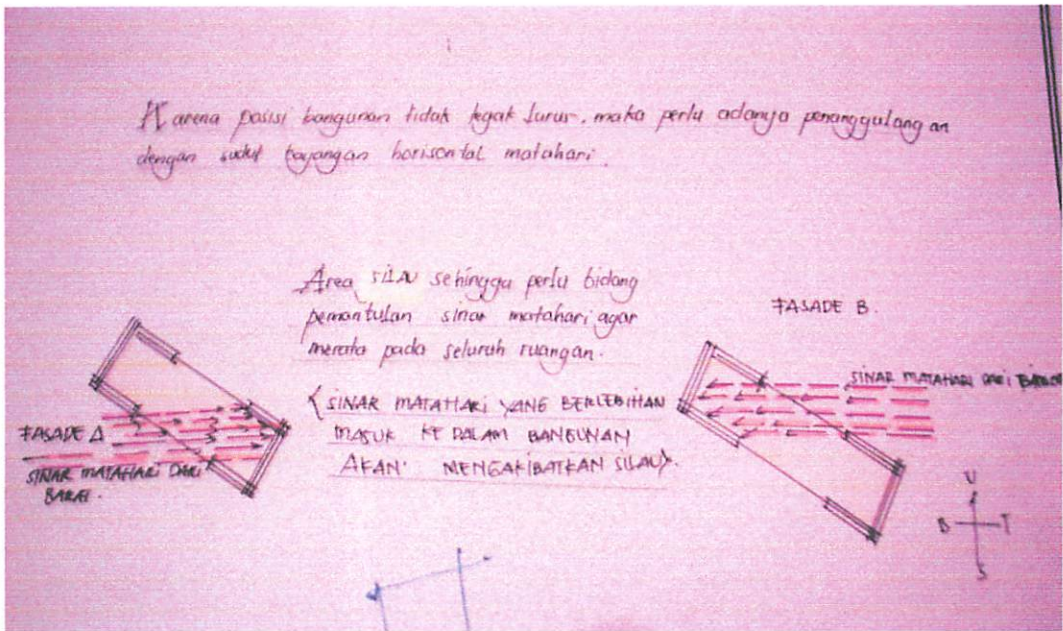 Karena posisi bangunan tidak tegak lurus, maka perlu adanya penanggulangan
dengan sudut bayangan horisontal matahari.
Area SILAU sehingga perlu bidang
pemantulan sinar matahari agar
merata pada seluruh ruangan.
(SINAR MATAHARI YANG BERLEBIHAN
MASUK KE DALAM BANGUNAN
AKAN MENGAKIBATKAN SILAU).
FASADE A
SINAR MATAHARI DARI
BARAT.
FASADE B.
SINAR MATAHARI DARI
U
B
T
S